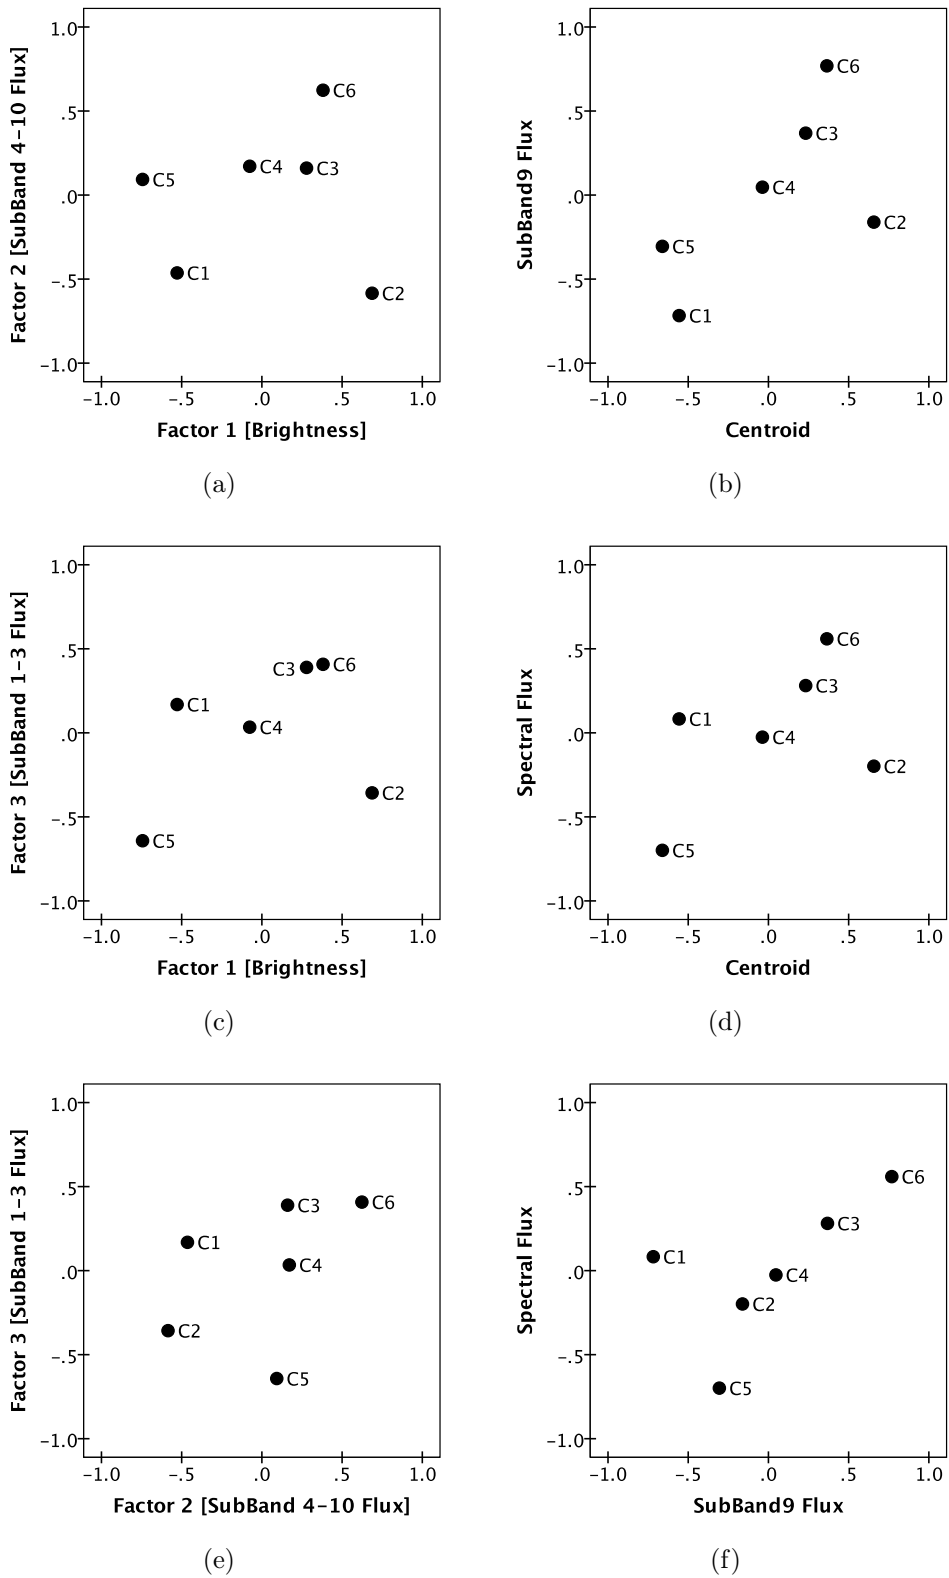 1.0
.5
.0
−.5
−1.0
Factor 2 [SubBand 4−10 Flux]
C6
C4
C3
C5
C1
C2
−1.0 −.5 .0 .5 1.0
Factor 1 [Brightness]
(a)
1.0
.5
.0
−.5
−1.0
SubBand9 Flux
C6
C3
C4
C2
C5
C1
−1.0 −.5 .0 .5 1.0
Centroid
(b)
1.0
.5
.0
−.5
−1.0
Factor 3 [SubBand 1−3 Flux]
C3
C6
C1
C4
C2
C5
−1.0 −.5 .0 .5 1.0
Factor 1 [Brightness]
(c)
1.0
.5
.0
−.5
−1.0
Spectral Flux
C6
C3
C1
C4
C2
C5
−1.0 −.5 .0 .5 1.0
Centroid
(d)
1.0
.5
.0
−.5
−1.0
Factor 3 [SubBand 1−3 Flux]
C3
C6
C1
C4
C2
C5
−1.0 −.5 .0 .5 1.0
Factor 2 [SubBand 4−10 Flux]
(e)
1.0
.5
.0
−.5
−1.0
Spectral Flux
C6
C3
C1
C4
C2
C5
−1.0 −.5 .0 .5 1.0
SubBand9 Flux
(f)